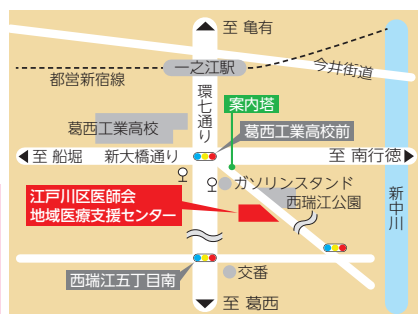 至 亀有
一之江駅
都営新宿線
今井街道
環七通り
案内塔
葛西工業高校
葛西工業高校前
至 船堀
新大橋通り
至 南行徳
ガソリンスタンド
江戸川区医師会
地域医療支援センター
西瑞江公園
新中川
西瑞江五丁目南
交番
至 葛西